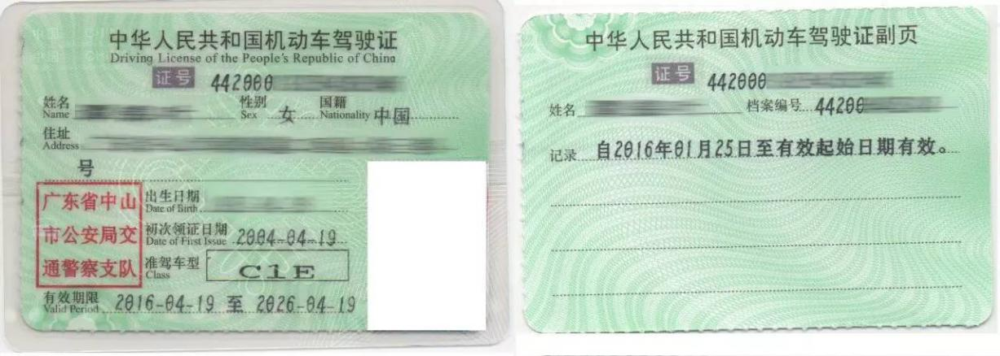 中华人民共和国机动车驾驶证
Driving License of the People's Republic of China
证号 442000
姓名 性别 女 国籍 中国
Name Sex Nationality
住址
Address
号
广东省中山
市公安局交
通警察支队
出生日期
Date of Birth
初次领证日期 2004-04-19
Date of First Issue
准驾车型 C1E
Class
有效期限 2016-04-19 至 2026-04-19
Valid Period
中华人民共和国机动车驾驶证副页
证号 442000
姓名 档案编号 44200
记录 自2016年01月25日至有效起始日期有效。